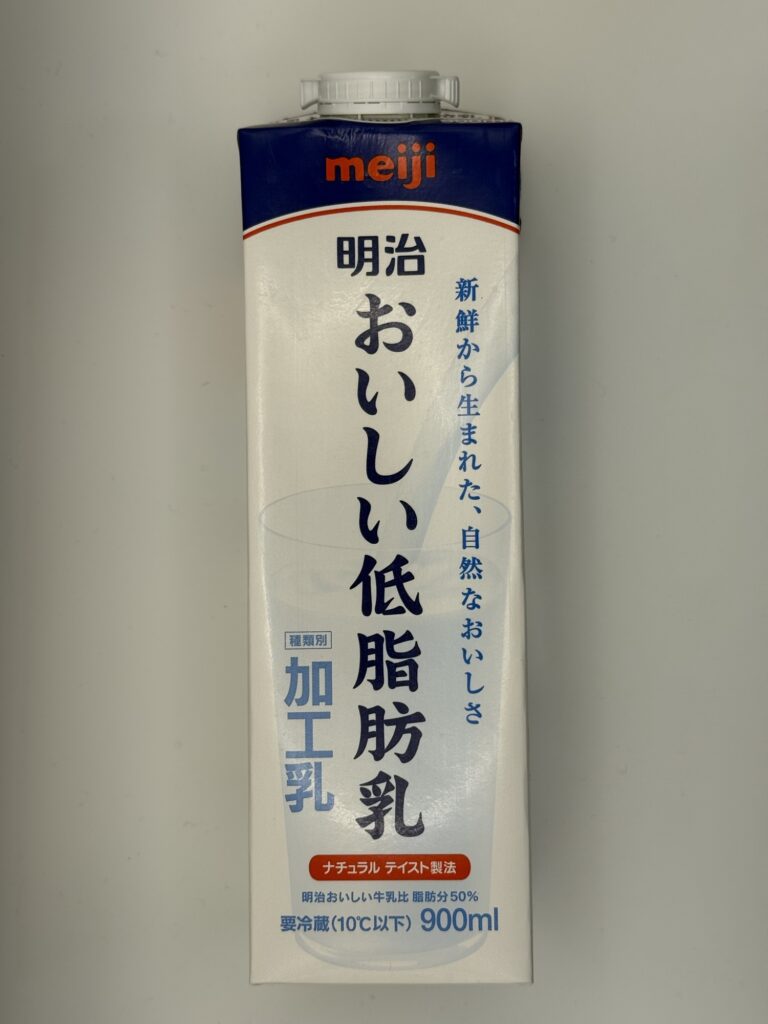 meiji
明治
おいしい低脂肪乳
新鮮から生まれた、自然なおいしさ
種類別
加工乳
ナチュラル テイスト製法
明治おいしい牛乳比 脂肪分50%
要冷蔵(10℃以下) 900ml